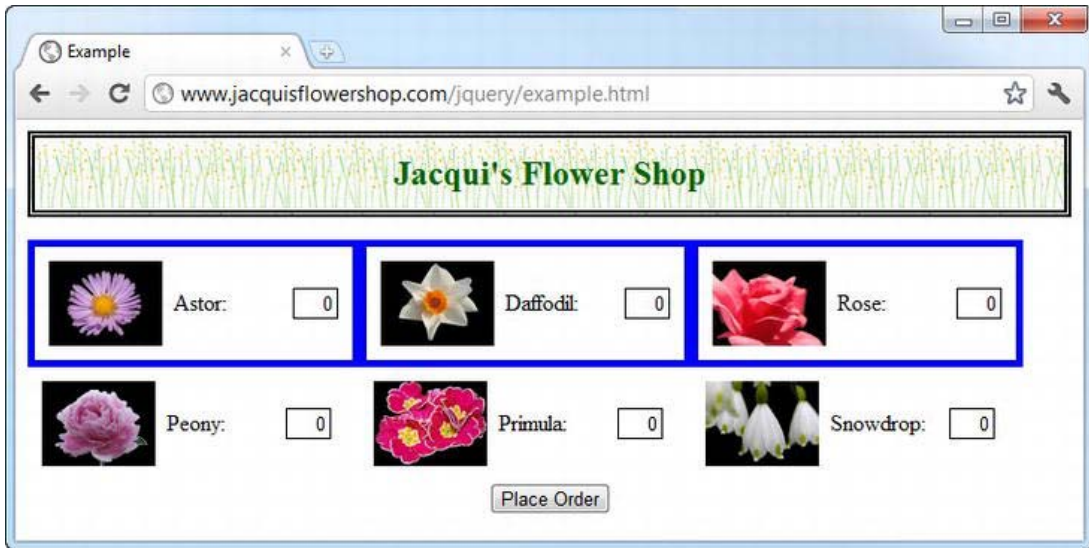 Example
www.jacquisflowershop.com/jquery/example.html
Jacqui's Flower Shop
Astor: 0 Daffodil: 0 Rose: 0
Peony: 0 Primula: 0 Snowdrop: 0
Place Order